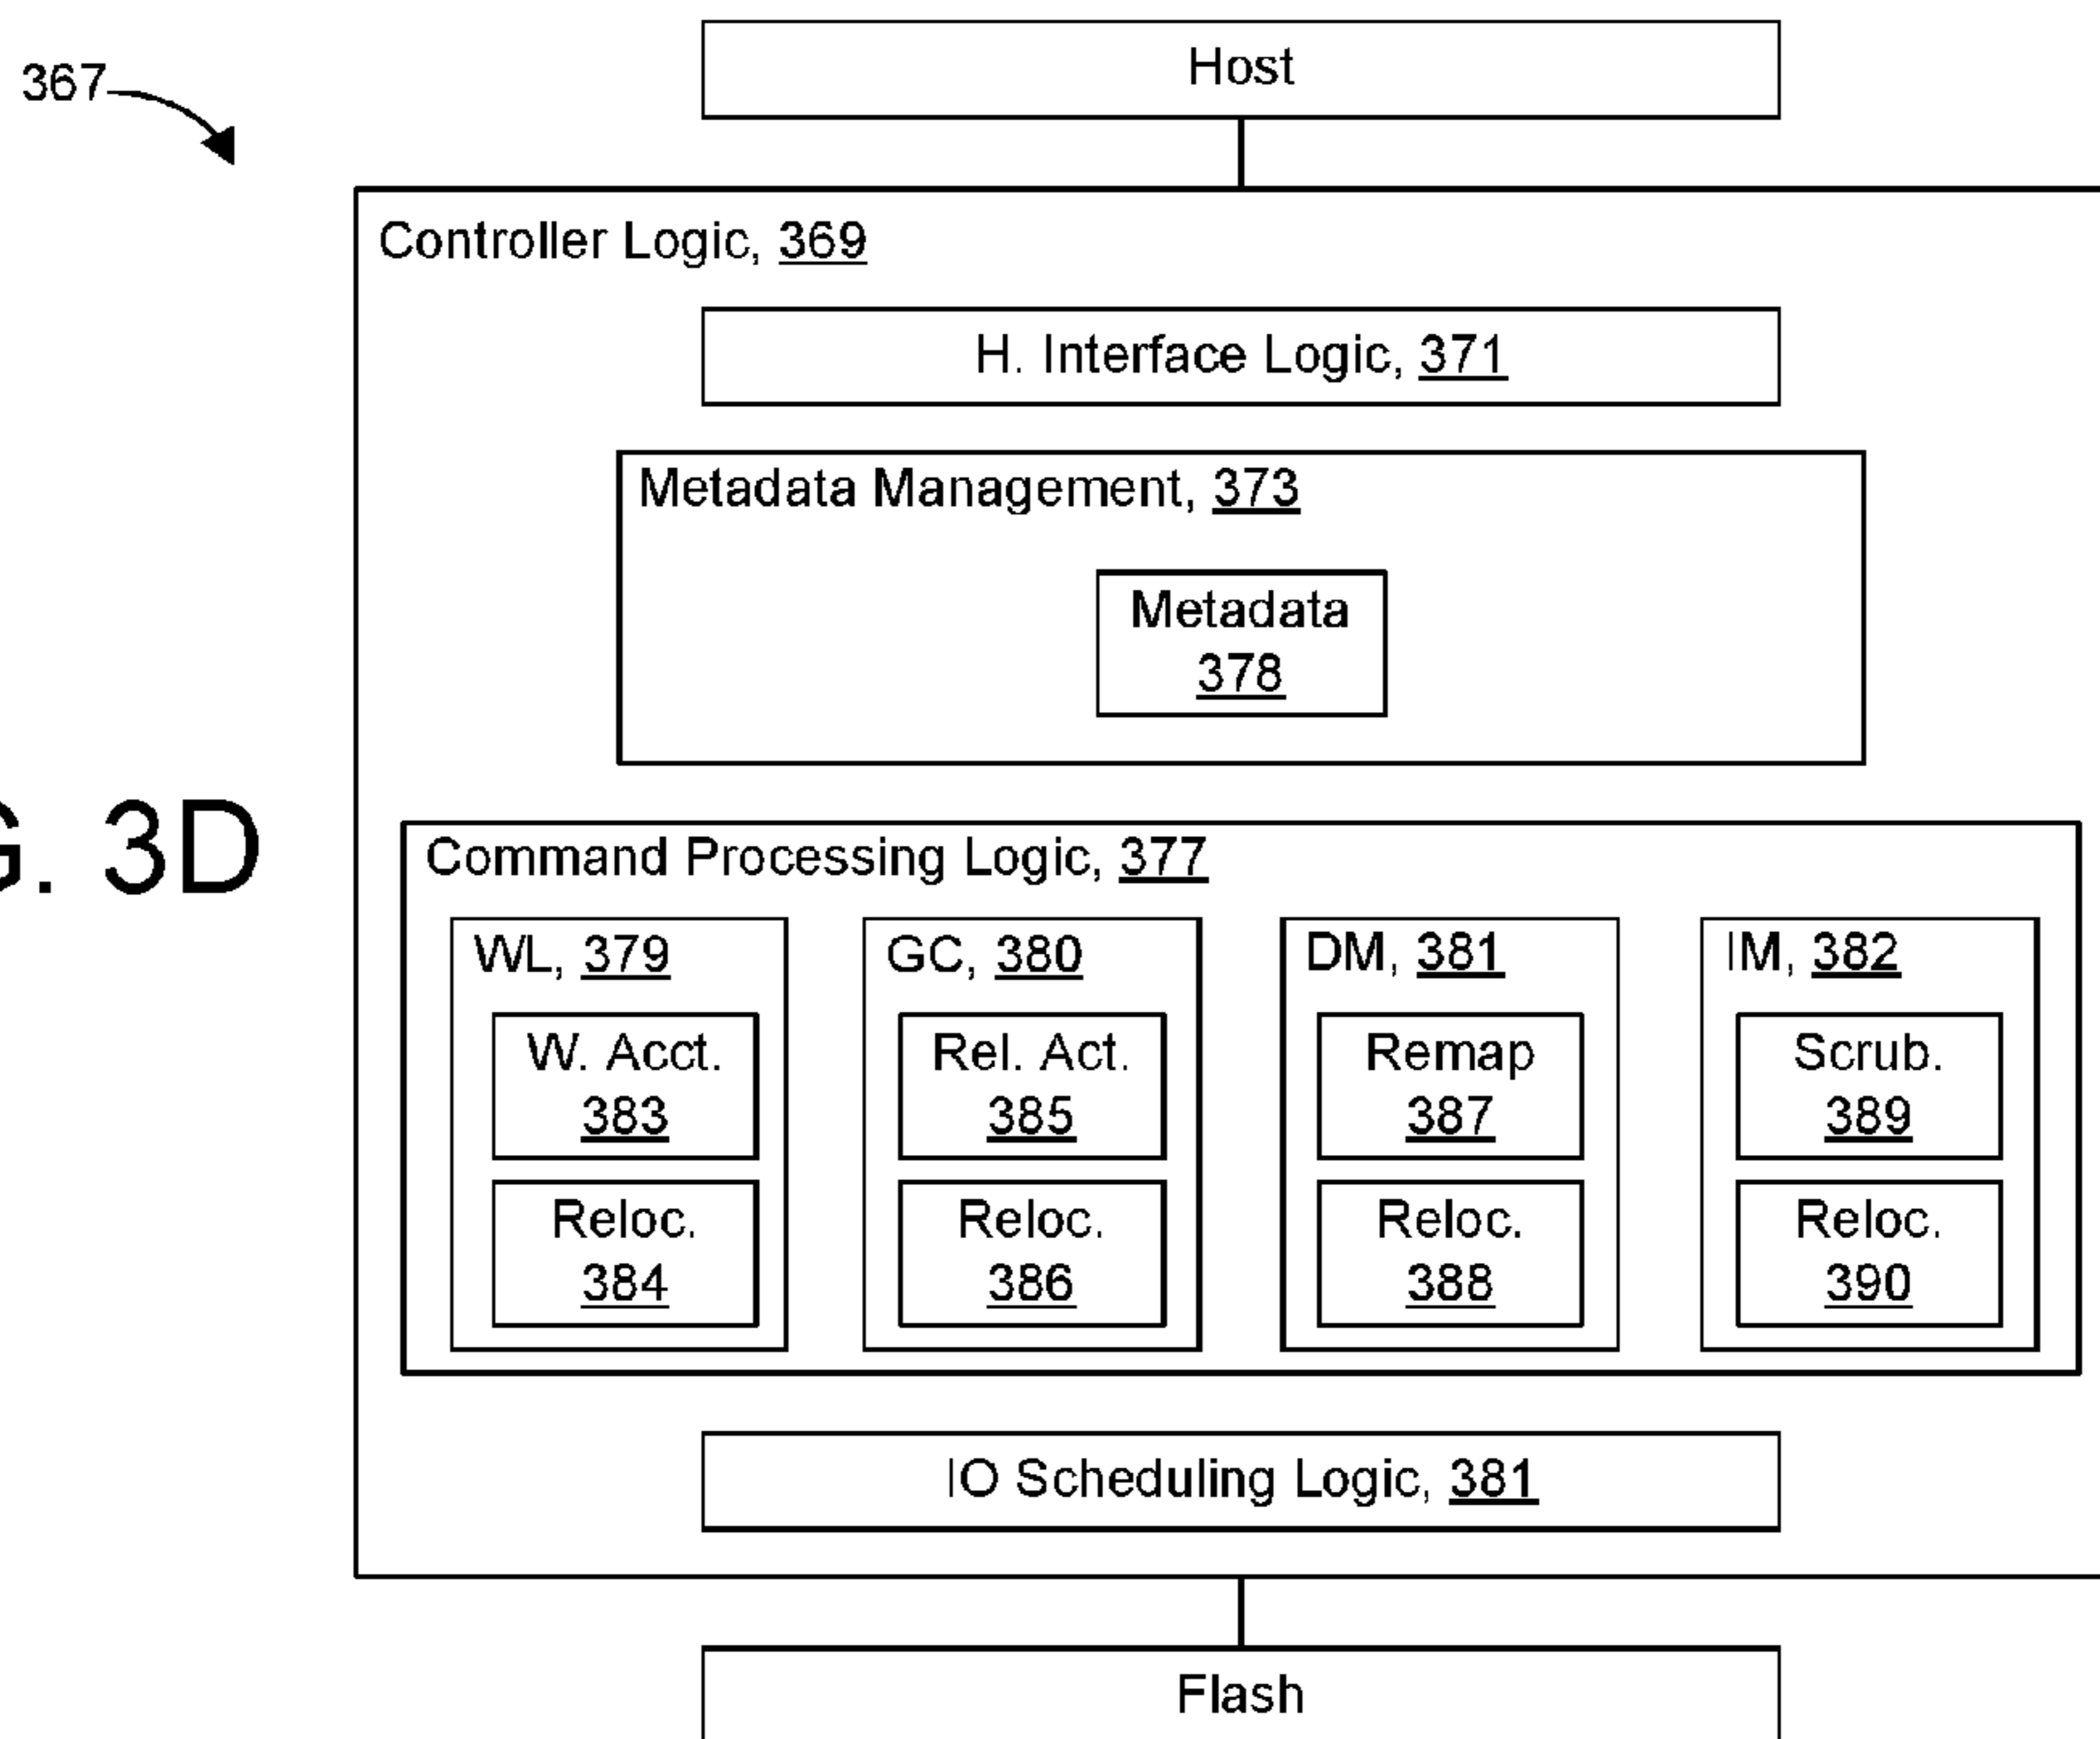 Host
367
Controller Logic, 369
H. Interface Logic, 371
Metadata Management, 373
Metadata
378
G. 3D
Command Processing Logic, 377
WL, 379
W. Acct.
383
Reloc.
384
GC, 380
Rel. Act.
385
Reloc.
386
DM, 381
Remap
387
Reloc.
388
IM, 382
Scrub.
389
Reloc.
390
IO Scheduling Logic, 381
Flash